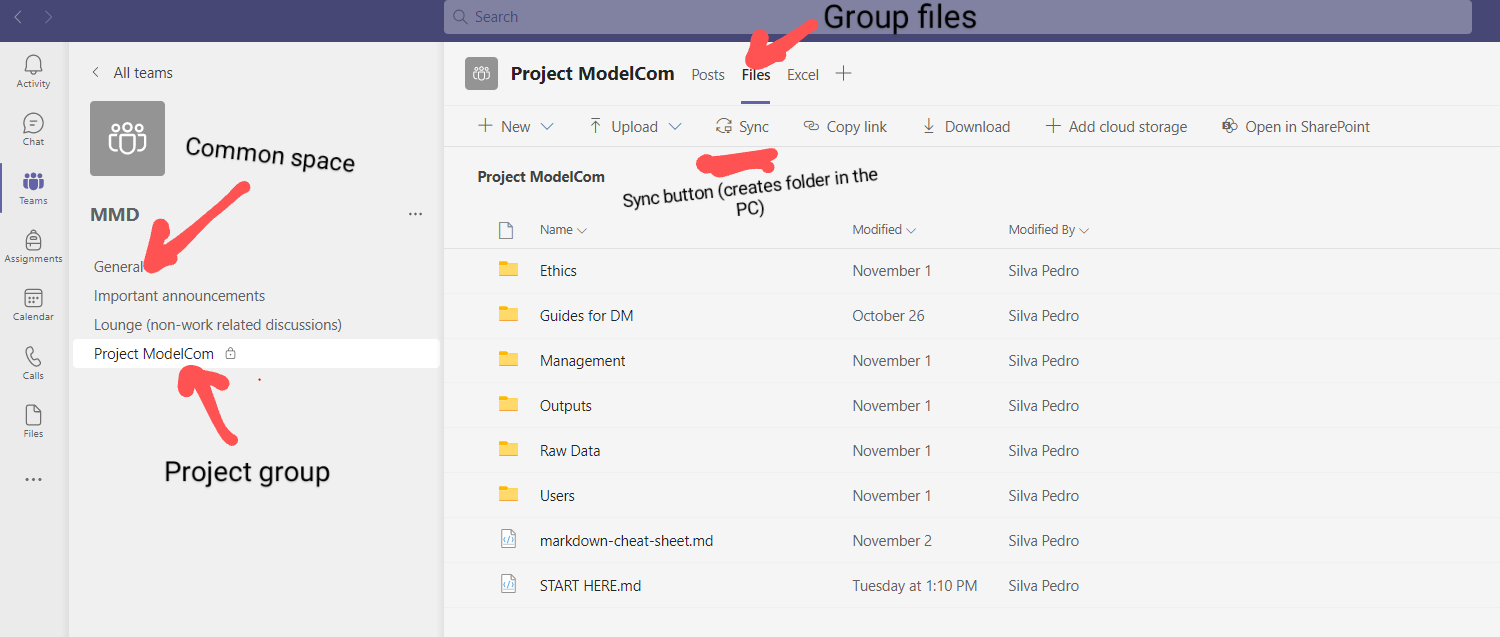 Search
Group files
Activity
Chat
Teams
Assignments
Calendar
Calls
Files
All teams
Common space
MMD
General
Important announcements
Lounge (non-work related discussions)
Project ModelCom
Project group
Project ModelCom Posts Files Excel
New Upload Sync Copy link Download Add cloud storage Open in SharePoint
Project ModelCom
Sync button (creates folder in the
PC)
Name Modified Modified By
Ethics November 1 Silva Pedro
Guides for DM October 26 Silva Pedro
Management November 1 Silva Pedro
Outputs November 1 Silva Pedro
Raw Data November 1 Silva Pedro
Users November 1 Silva Pedro
markdown-cheat-sheet.md November 2 Silva Pedro
START HERE.md Tuesday at 1:10 PM Silva Pedro